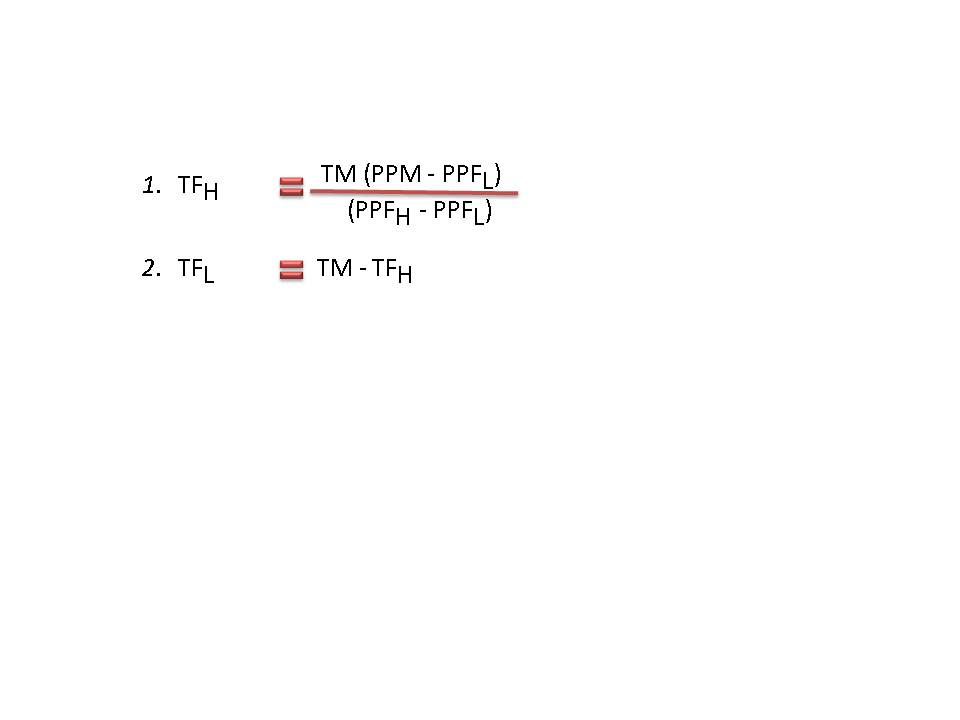 1. TFH = TM (PPM - PPFL)
(PPFH - PPFL)
2. TFL = TM - TFH